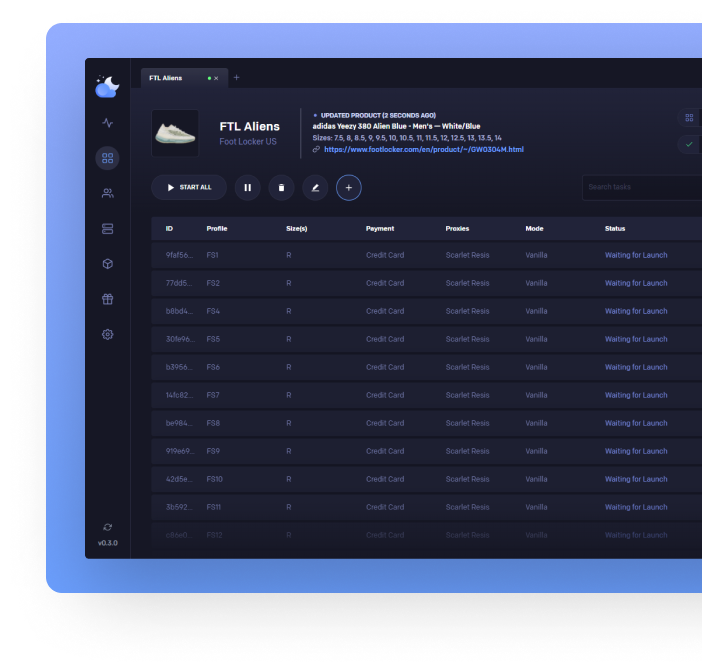 FTL Aliens
FTL Aliens
Foot Locker US
UPDATED PRODUCT (2 SECONDS AGO)
adidas Yeezy 380 Alien Blue - Men's — White/Blue
Sizes: 7.5, 8, 8.5, 9, 9.5, 10, 10.5, 11, 11.5, 12, 12.5, 13, 13.5, 14
https://www.footlocker.com/en/product/~/GW0304M.html
START ALL
Search tasks
ID Profile Size(s) Payment Proxies Mode Status
9faf56... FS1 R Credit Card Scarlet Resis Vanilla Waiting for Launch
77dd5... FS2 R Credit Card Scarlet Resis Vanilla Waiting for Launch
b8bd4... FS4 R Credit Card Scarlet Resis Vanilla Waiting for Launch
30fe96... FS5 R Credit Card Scarlet Resis Vanilla Waiting for Launch
b3956... FS6 R Credit Card Scarlet Resis Vanilla Waiting for Launch
14fc82... FS7 R Credit Card Scarlet Resis Vanilla Waiting for Launch
be984... FS8 R Credit Card Scarlet Resis Vanilla Waiting for Launch
919e69... FS9 R Credit Card Scarlet Resis Vanilla Waiting for Launch
42d5e... FS10 R Credit Card Scarlet Resis Vanilla Waiting for Launch
3b592... FS11 R Credit Card Scarlet Resis Vanilla Waiting for Launch
FS12 R Credit Card Scarlet Resis Vanilla Waiting for Launch
v0.3.0